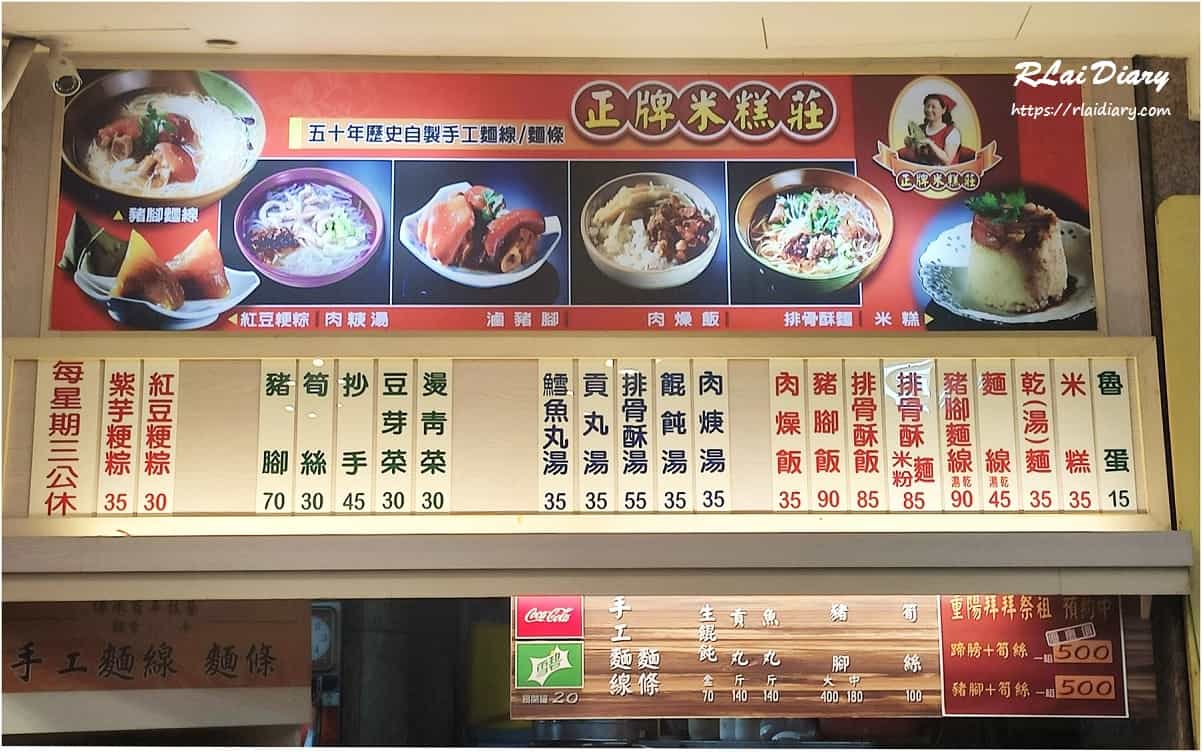 RLai Diary
https://rlaidiary.com
正牌米糕莊
五十年歷史自製手工麵線/麵條
正牌米糕莊
▲豬腳麵線
◀紅豆粳粽 肉𮉡湯 滷豬腳 肉燥飯 排骨酥麵 米糕▶
魯蛋 15
米糕 35
乾(湯)麵 35
麵線 湯乾 45
豬腳麵線 湯乾 90
排骨酥麵 米粉 85
排骨酥飯 85
豬腳飯 90
肉燥飯 35
肉焿湯 35
餛飩湯 35
排骨酥湯 55
貢丸湯 35
鱈魚丸湯 35
燙青菜 30
豆芽菜 30
抄手 45
筍絲 30
豬腳 70
紅豆粳粽 30
紫芋粳粽 35
每星期三公休
手工麵線 麵條
Coca-Cola
雪碧
20
手工麵線 麵條
生餛飩 盒 70
貢丸 斤 140
魚丸 斤 140
豬腳 大 400 中 180
筍絲 100
重陽拜拜祭祖 預約中
蹄膀+筍絲 一組 500
豬腳+筍絲 一組 500